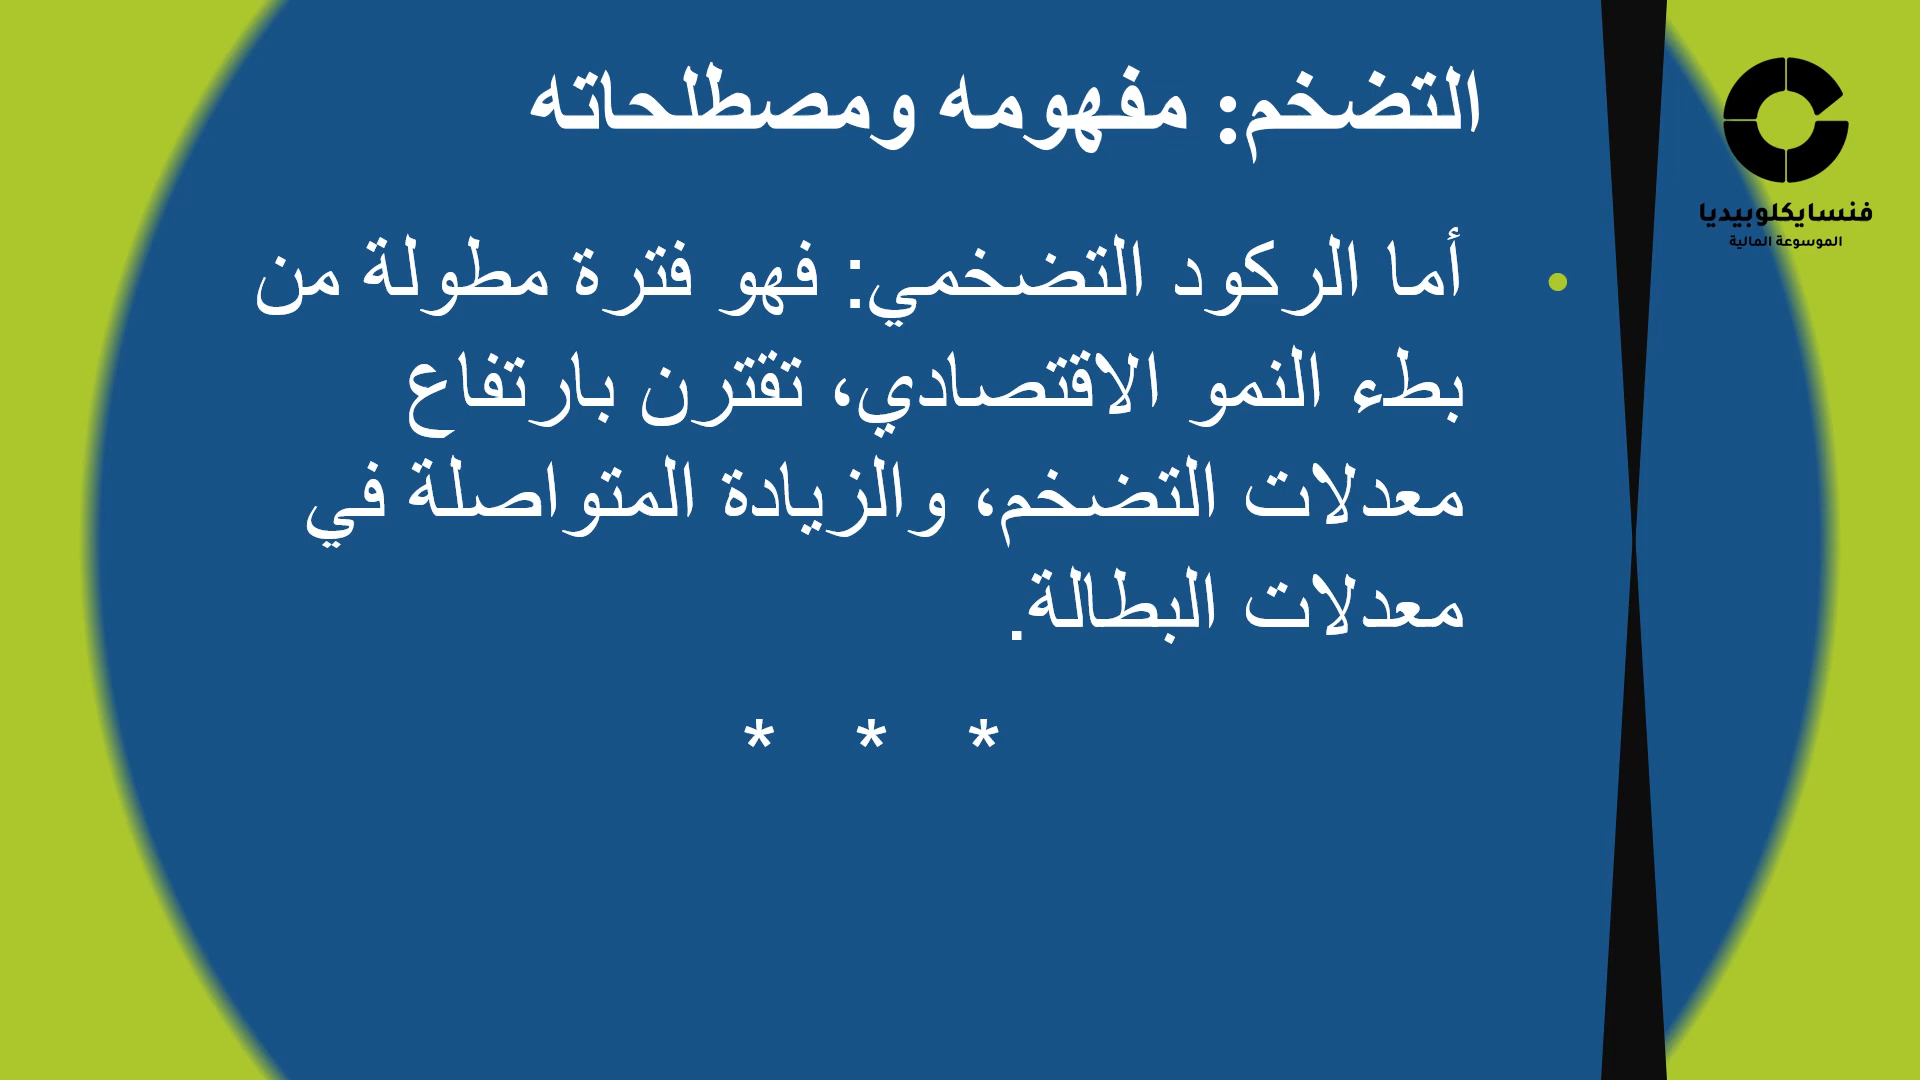 التضخم: مفهومه ومصطلحاته
فنسايكلوبيديا
الموسوعة المالية
• أما الركود التضخمي: فهو فترة مطولة من
بطء النمو الاقتصادي، تقترن بارتفاع
معدلات التضخم، والزيادة المتواصلة في
معدلات البطالة.
* * *